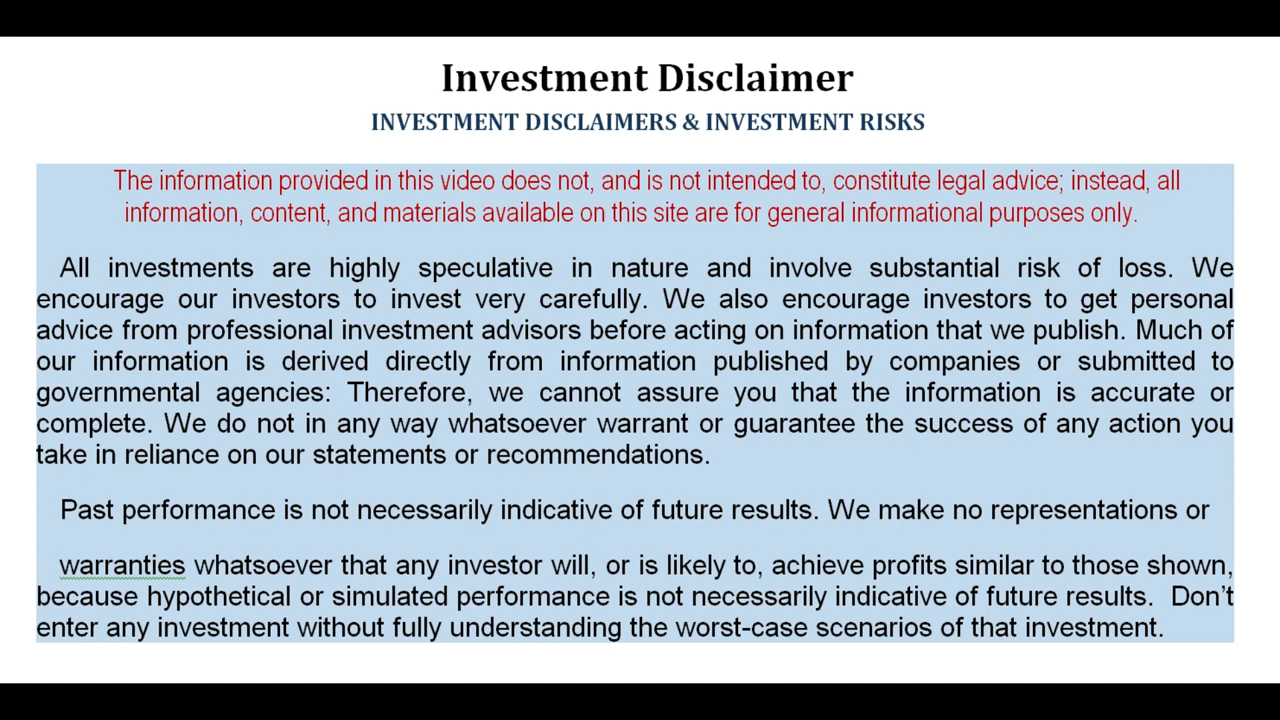 Investment Disclaimer
INVESTMENT DISCLAIMERS & INVESTMENT RISKS
The information provided in this video does not, and is not intended to, constitute legal advice; instead, all
information, content, and materials available on this site are for general informational purposes only.
All investments are highly speculative in nature and involve substantial risk of loss. We
encourage our investors to invest very carefully. We also encourage investors to get personal
advice from professional investment advisors before acting on information that we publish. Much of
our information is derived directly from information published by companies or submitted to
governmental agencies: Therefore, we cannot assure you that the information is accurate or
complete. We do not in any way whatsoever warrant or guarantee the success of any action you
take in reliance on our statements or recommendations.
Past performance is not necessarily indicative of future results. We make no representations or
warranties whatsoever that any investor will, or is likely to, achieve profits similar to those shown,
because hypothetical or simulated performance is not necessarily indicative of future results. Don’t
enter any investment without fully understanding the worst-case scenarios of that investment.